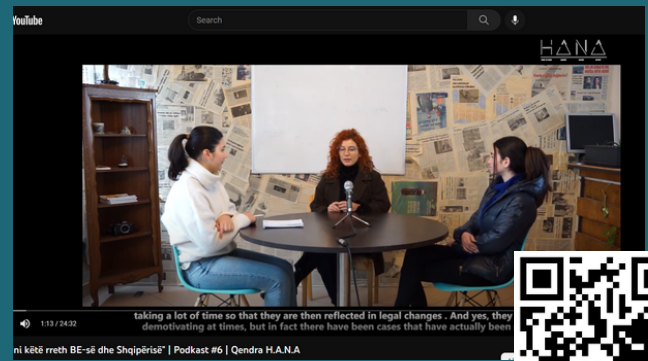 YouTube
Search
HANA
taking a lot of time so that they are then reflected in legal changes . And yes, they
demotivating at times, but in fact there have been cases that have actually been
1:13 / 24:32
ni këtë rreth BE-së dhe Shqipërisë" | Podkast #6 | Qendra H.A.N.A